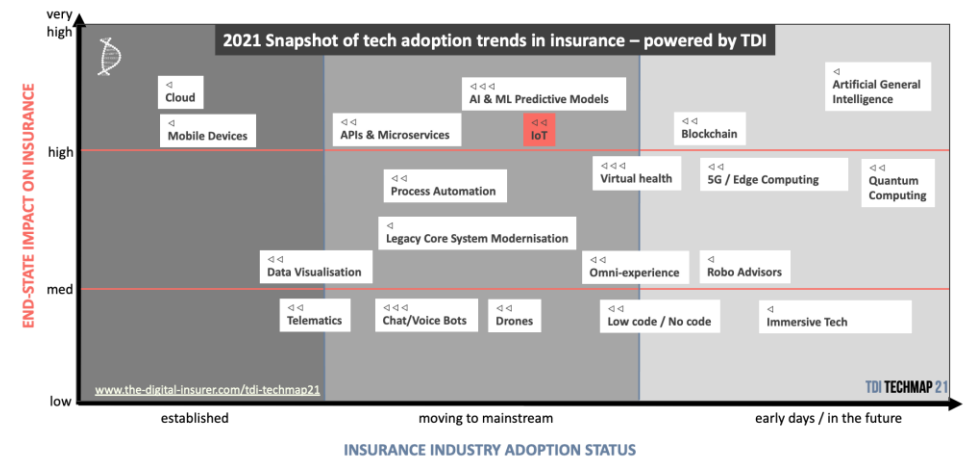 very
high
2021 Snapshot of tech adoption trends in insurance – powered by TDI
Cloud
Mobile Devices
APIs & Microservices
AI & ML Predictive Models
IoT
Blockchain
Artificial General
Intelligence
high
Process Automation
Virtual health
5G / Edge Computing
Quantum
Computing
Legacy Core System Modernisation
Data Visualisation
Omni-experience
Robo Advisors
med
Telematics
Chat/Voice Bots
Drones
Low code / No code
Immersive Tech
www.the-digital-insurer.com/tdi-techmap21
TDI TECHMAP 21
low
END-STATE IMPACT ON INSURANCE
established
moving to mainstream
early days / in the future
INSURANCE INDUSTRY ADOPTION STATUS